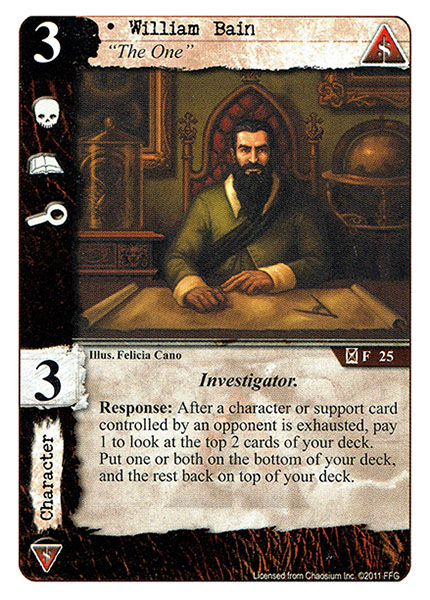 3
• William Bain
"The One"
Illus. Felicia Cano
F 25
3
Character
Investigator.
Response: After a character or support card
controlled by an opponent is exhausted, pay
1 to look at the top 2 cards of your deck.
Put one or both on the bottom of your deck,
and the rest back on top of your deck.
Licensed from Chaosium Inc. ©2011 FFG